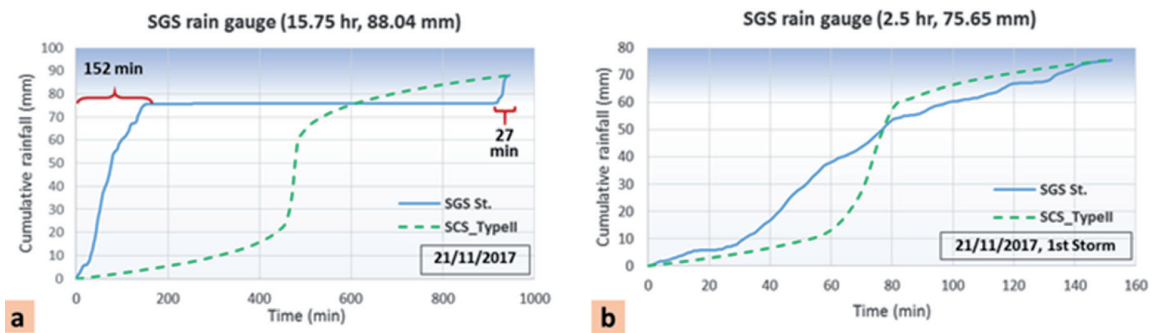 SGS rain gauge (15.75 hr, 88.04 mm)
Cumulative rainfall (mm)
100
90
80
70
60
50
40
30
20
10
0
152 min
27
min
SGS St.
SCS_TypeII
21/11/2017
0
200
400
600
800
1000
Time (min)
a
SGS rain gauge (2.5 hr, 75.65 mm)
Cumulative rainfall (mm)
80
70
60
50
40
30
20
10
0
SGS St.
SCS_TypeII
21/11/2017, 1st Storm
0
20
40
60
80
100
120
140
160
Time (min)
b